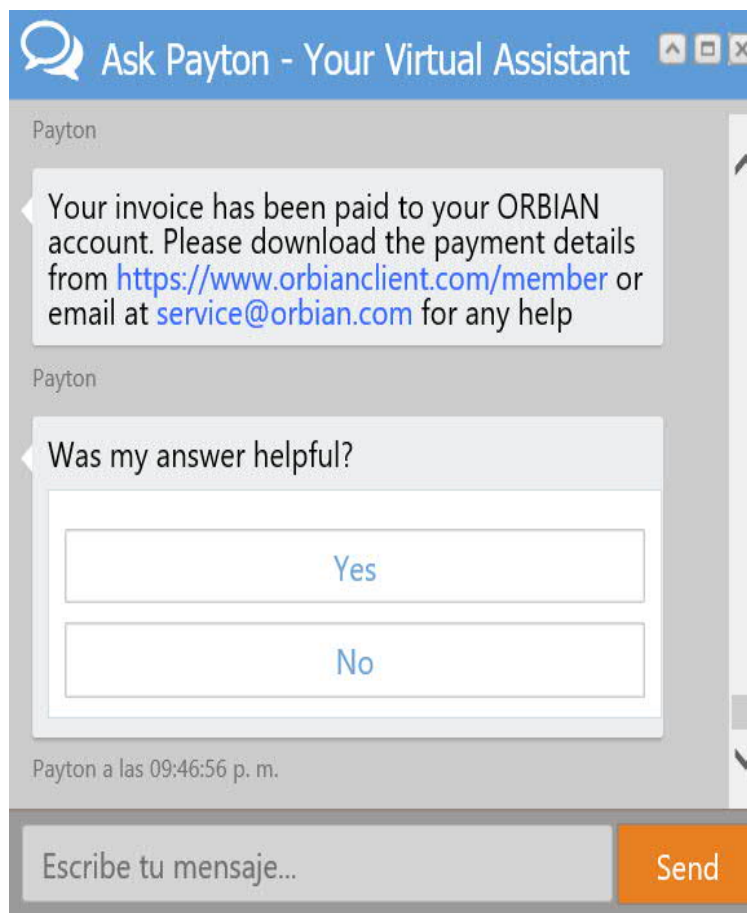 Ask Payton - Your Virtual Assistant
Payton
Your invoice has been paid to your ORBIAN
account. Please download the payment details
from https://www.orbianclient.com/member or
email at service@orbian.com for any help
Payton
Was my answer helpful?
Yes
No
Payton a las 09:46:56 p. m.
Escribe tu mensaje...
Send